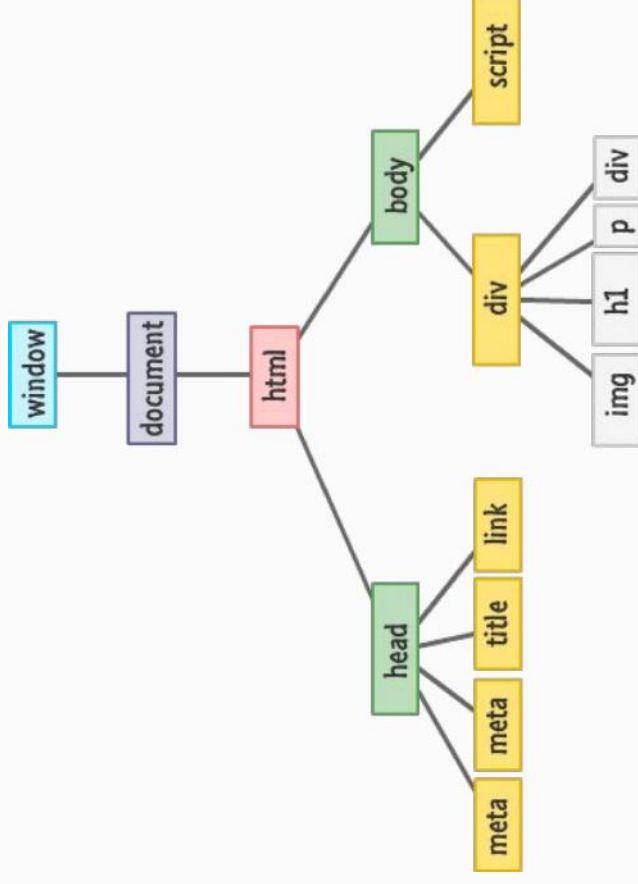 window
document
html
head
body
meta
meta
title
link
div
script
img
h1
p
div